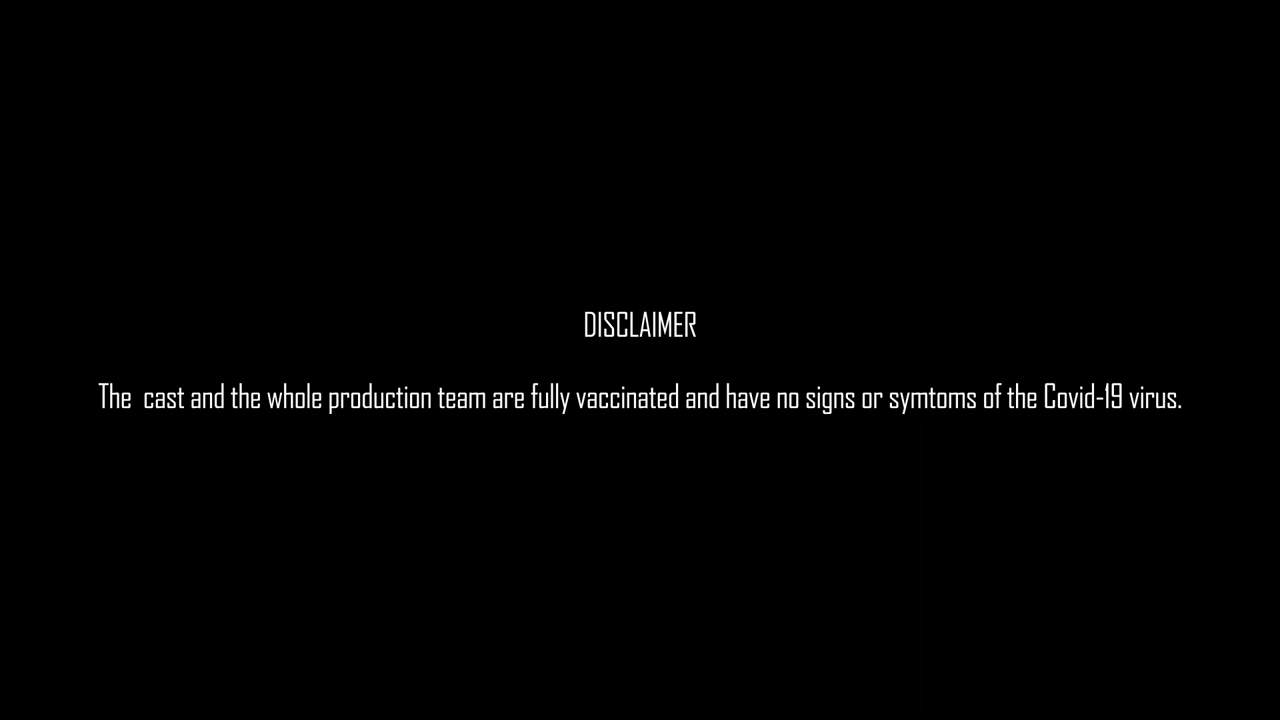 DISCLAIMER
The  cast and the whole production team are fully vaccinated and have no signs or symtoms of the Covid-19 virus.